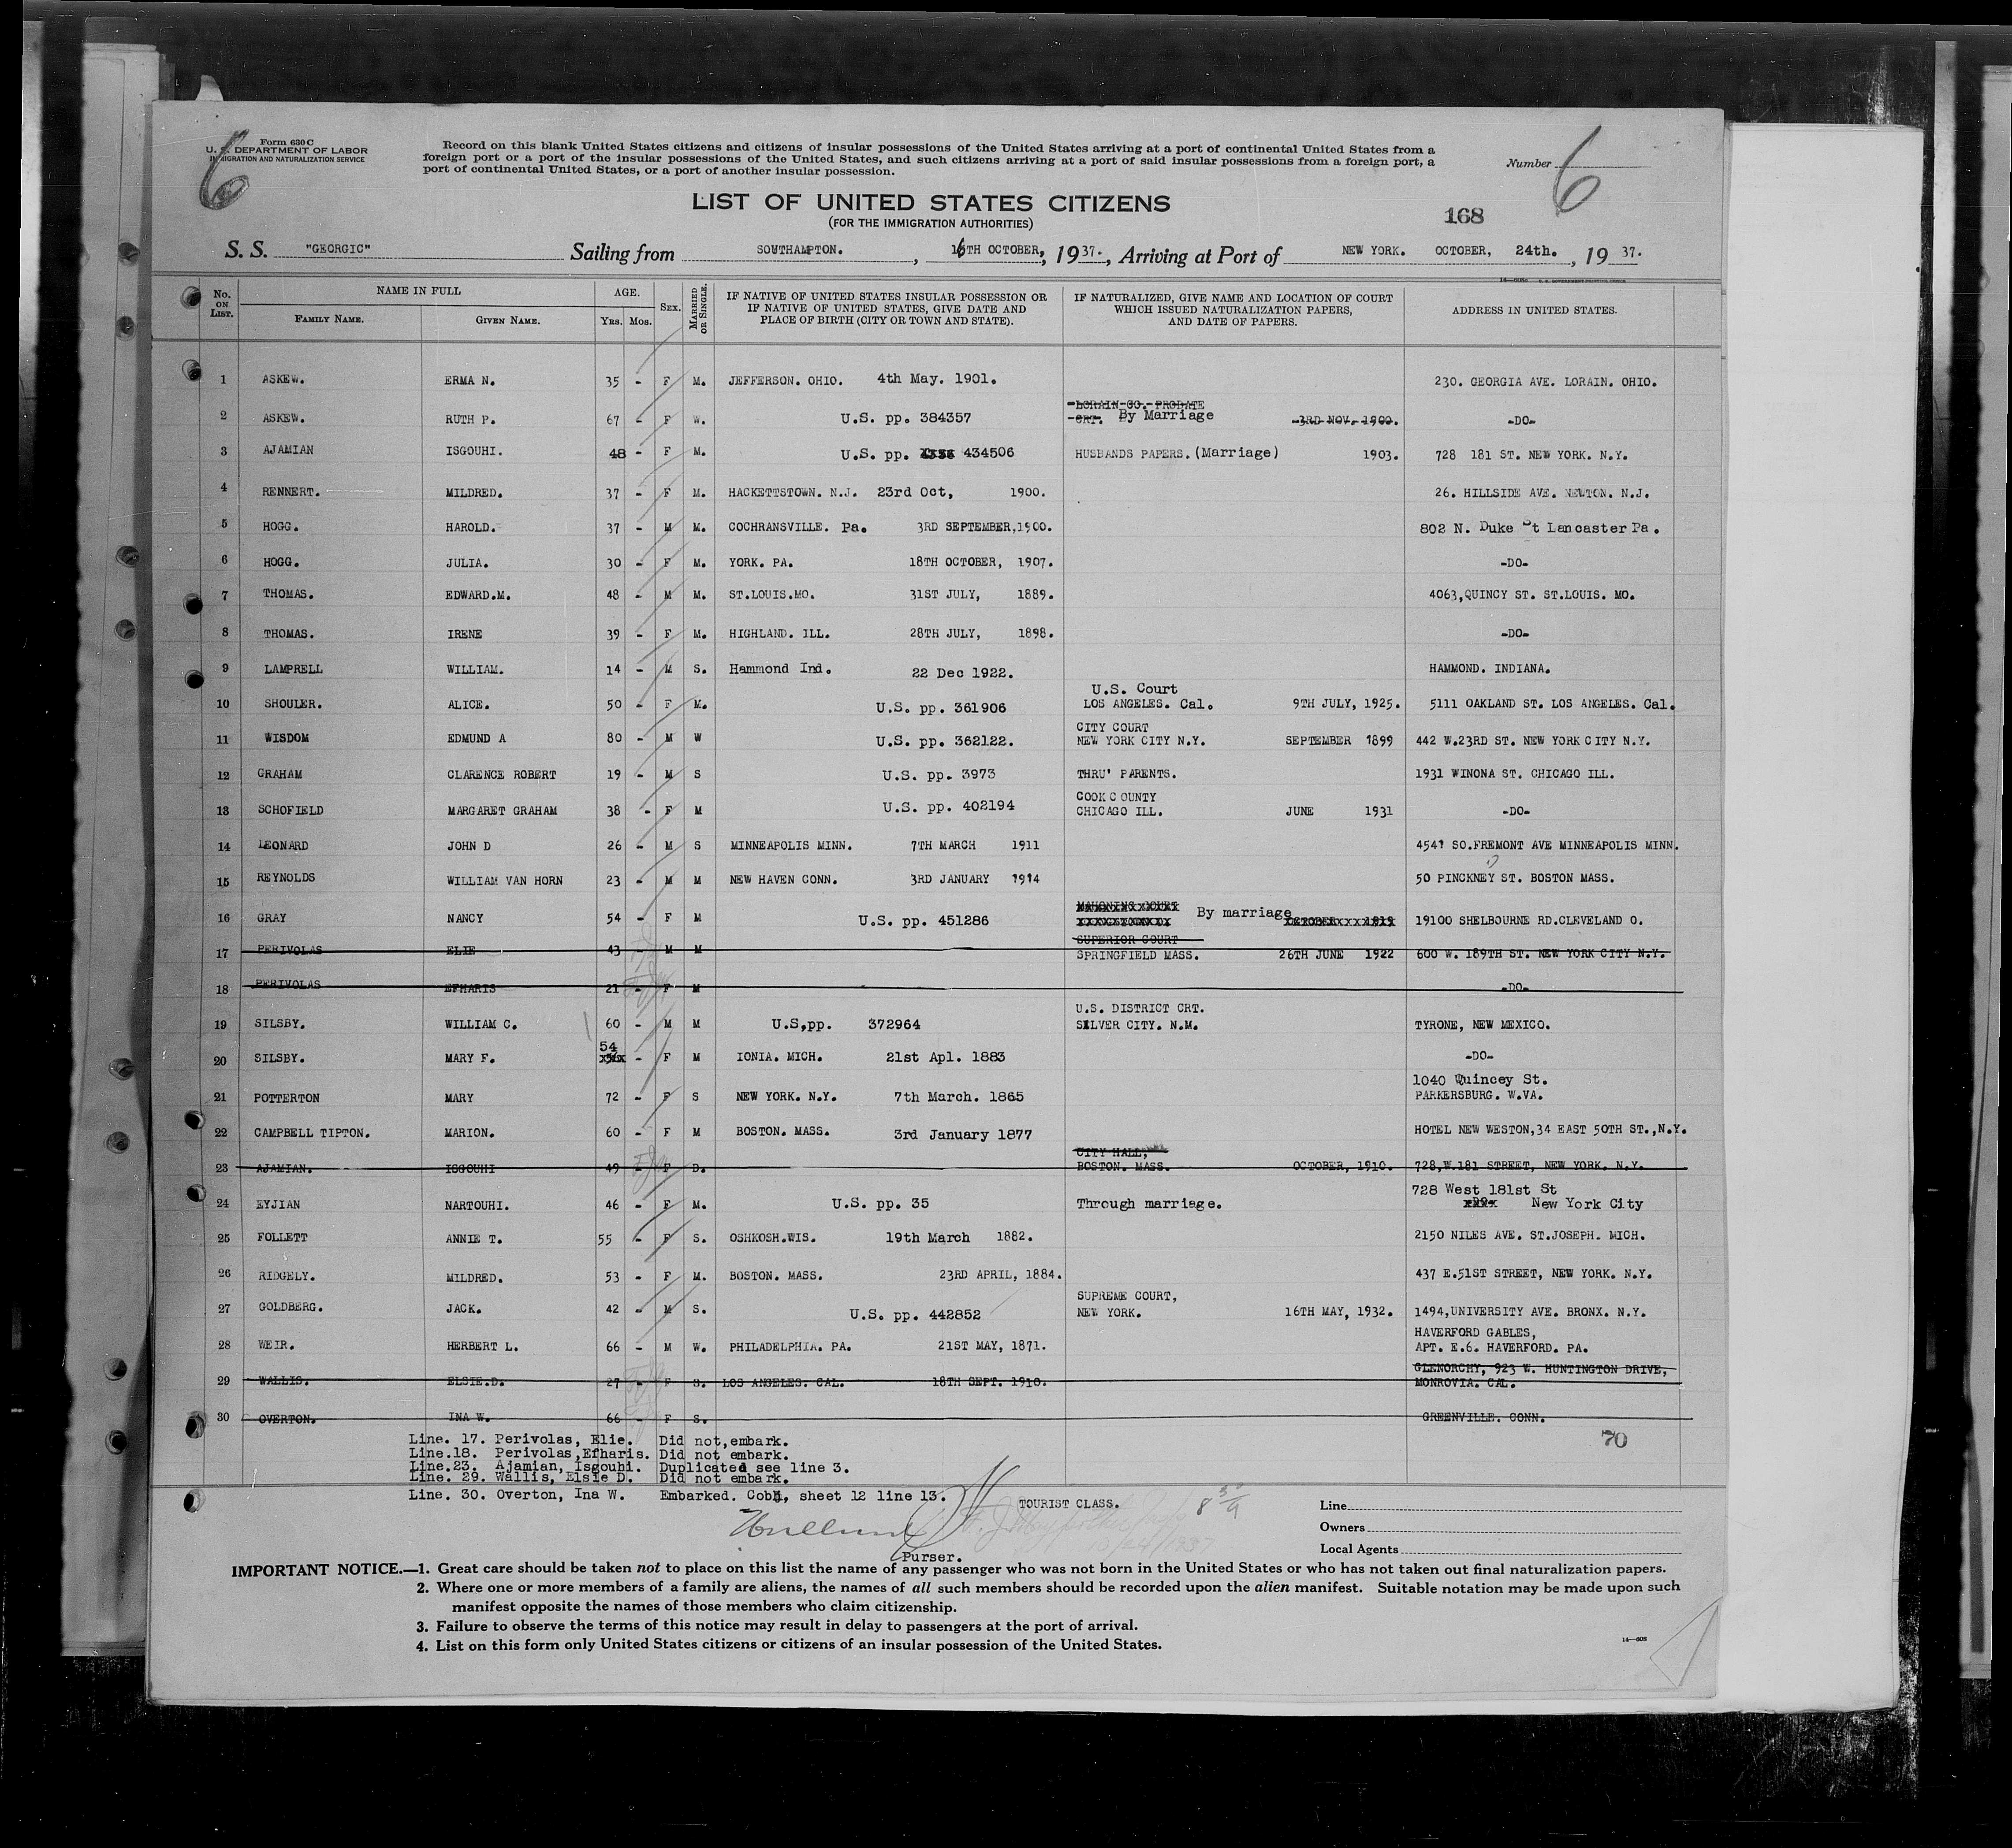 6
Form 630 C
U. S. DEPARTMENT OF LABOR
IMMIGRATION AND NATURALIZATION SERVICE
Record on this blank United States citizens and citizens of insular possessions of the United States arriving at a port of continental United States from a
foreign port or a port of the insular possessions of the United States, and such citizens arriving at a port of said insular possessions from a foreign port, a
port of continental United States, or a port of another insular possession.
Number 6
LIST OF UNITED STATES CITIZENS
(FOR THE IMMIGRATION AUTHORITIES)
168
S. S. "GEORGIC" Sailing from SOUTHAMPTON. , 16TH OCTOBER, , 1937. , Arriving at Port of NEW YORK. OCTOBER, 24th. , 19 37.
No. ON LIST. NAME IN FULL FAMILY NAME. GIVEN NAME. AGE. YRS. MOS. SEX. MARRIED OR SINGLE. IF NATIVE OF UNITED STATES INSULAR POSSESSION OR IF NATIVE OF UNITED STATES, GIVE DATE AND PLACE OF BIRTH (CITY OR TOWN AND STATE). IF NATURALIZED, GIVE NAME AND LOCATION OF COURT WHICH ISSUED NATURALIZATION PAPERS, AND DATE OF PAPERS. ADDRESS IN UNITED STATES.
1 ASKEW. ERMA N. 35 - F M. JEFFERSON. OHIO. 4th May. 1901. 230. GEORGIA AVE. LORAIN. OHIO.
2 ASKEW. RUTH P. 67 - F W. U.S. pp. 384357 LORAIN CO. PROBATE CRT. By Marriage 3RD NOV. 1900. -DO-
3 AJAMIAN ISGOUHI. 48 - F M. U.S. pp. 434506 HUSBANDS PAPERS. (Marriage) 1903. 728 181 ST. NEW YORK. N.Y.
4 RENNERT. MILDRED. 37 - F M. HACKETTSTOWN. N.J. 23rd Oct, 1900. 26. HILLSIDE AVE. NEWTON. N.J.
5 HOGG. HAROLD. 37 - M M. COCHRANSVILLE. Pa. 3RD SEPTEMBER, 1900. 802 N. Duke St Lancaster Pa.
6 HOGG. JULIA. 30 - F M. YORK. PA. 18TH OCTOBER, 1907. -DO-
7 THOMAS. EDWARD.M. 48 - M M. ST.LOUIS.MO. 31ST JULY, 1889. 4063,QUINCY ST. ST.LOUIS. MO.
8 THOMAS. IRENE 39 - F M. HIGHLAND. ILL. 28TH JULY, 1898. -DO-
9 LAMPRELL WILLIAM. 14 - M S. Hammond Ind. 22 Dec 1922. HAMMOND. INDIANA.
10 SHOULER. ALICE. 50 - F M. U.S. pp. 361906 U.S. Court LOS ANGELES. Cal. 9TH JULY, 1925. 5111 OAKLAND ST. LOS ANGELES. Cal.
11 WISDOM EDMUND A 80 - M W U.S. pp. 362122. CITY COURT NEW YORK CITY N.Y. SEPTEMBER 1899 442 W.23RD ST. NEW YORK CITY N.Y.
12 GRAHAM CLARENCE ROBERT 19 - M S U.S. pp. 3973 THRU' PARENTS. 1931 WINONA ST. CHICAGO ILL.
13 SCHOFIELD MARGARET GRAHAM 38 - F M U.S. pp. 402194 COOK COUNTY CHICAGO ILL. JUNE 1931 -DO-
14 LEONARD JOHN D 26 - M S MINNEAPOLIS MINN. 7TH MARCH 1911 4541 SO.FREMONT AVE MINNEAPOLIS MINN.
15 REYNOLDS WILLIAM VAN HORN 23 - M M NEW HAVEN CONN. 3RD JANUARY 1914 50 PINCKNEY ST. BOSTON MASS.
16 GRAY NANCY 54 - F M U.S. pp. 451286 By marriage 19100 SHELBOURNE RD.CLEVELAND O.
17 PERIVOLAS ELIE 43 M M SUPERIOR COURT SPRINGFIELD MASS. 26TH JUNE 1922 600 W. 189TH ST. NEW YORK CITY N.Y.
18 PERIVOLAS EFHARIS 21 - F M -DO-
19 SILSBY. WILLIAM C. 60 - M M U.S,pp. 372964 U.S. DISTRICT CRT. SILVER CITY. N.M. TYRONE, NEW MEXICO.
20 SILSBY. MARY F. 54 - F M IONIA. MICH. 21st Apl. 1883 -DO-
21 POTTERTON MARY 72 - F S NEW YORK. N.Y. 7th March. 1865 1040 Quincey St. PARKERSBURG. W.VA.
22 CAMPBELL TIPTON. MARION. 60 - F M BOSTON. MASS. 3rd January 1877 HOTEL NEW WESTON,34 EAST 50TH ST.,N.Y.
23 AJAMIAN. ISGOUHI 49 - F D. CITY HALL, BOSTON. MASS. OCTOBER, 1910. 728,W.181 STREET, NEW YORK. N.Y.
24 EYJIAN NARTOUHI. 46 - F M. U.S. pp. 35 Through marriage. 728 West 181st St New York City
25 FOLLETT ANNIE T. 55 - F S. OSHKOSH.WIS. 19th March 1882. 2150 NILES AVE. ST.JOSEPH. MICH.
26 RIDGELY. MILDRED. 53 - F M. BOSTON. MASS. 23RD APRIL, 1884. 437 E.51ST STREET, NEW YORK. N.Y.
27 GOLDBERG. JACK. 42 - M S. U.S. pp. 442852 SUPREME COURT, NEW YORK. 16TH MAY, 1932. 1494,UNIVERSITY AVE. BRONX. N.Y.
28 WEIR. HERBERT L. 66 - M W. PHILADELPHIA. PA. 21ST MAY, 1871. HAVERFORD GABLES, APT. E.6. HAVERFORD. PA.
29 WALLIS. ELSIE.D. 27 - F S. LOS ANGELES. CAL. 18TH SEPT. 1910. GLENORCHY, 923 W. HUNTINGTON DRIVE, MONROVIA. CAL.
30 OVERTON. INA W. 66 - F S. GREENVILLE. CONN.
70
Line. 17. Perivolas, Elie. Did not,embark.
Line.18. Perivolas,Efharis. Did not embark.
Line.23. Ajamian, Isgouhi. Duplicated see line 3.
Line. 29. Wallis, Elsie D. Did not embark.
Line. 30. Overton, Ina W. Embarked. Cobh, sheet 12 line 13.
TOURIST CLASS.
Purser.
Line
Owners
Local Agents
IMPORTANT NOTICE.—1. Great care should be taken not to place on this list the name of any passenger who was not born in the United States or who has not taken out final naturalization papers.
2. Where one or more members of a family are aliens, the names of all such members should be recorded upon the alien manifest. Suitable notation may be made upon such
manifest opposite the names of those members who claim citizenship.
3. Failure to observe the terms of this notice may result in delay to passengers at the port of arrival.
4. List on this form only United States citizens or citizens of an insular possession of the United States.